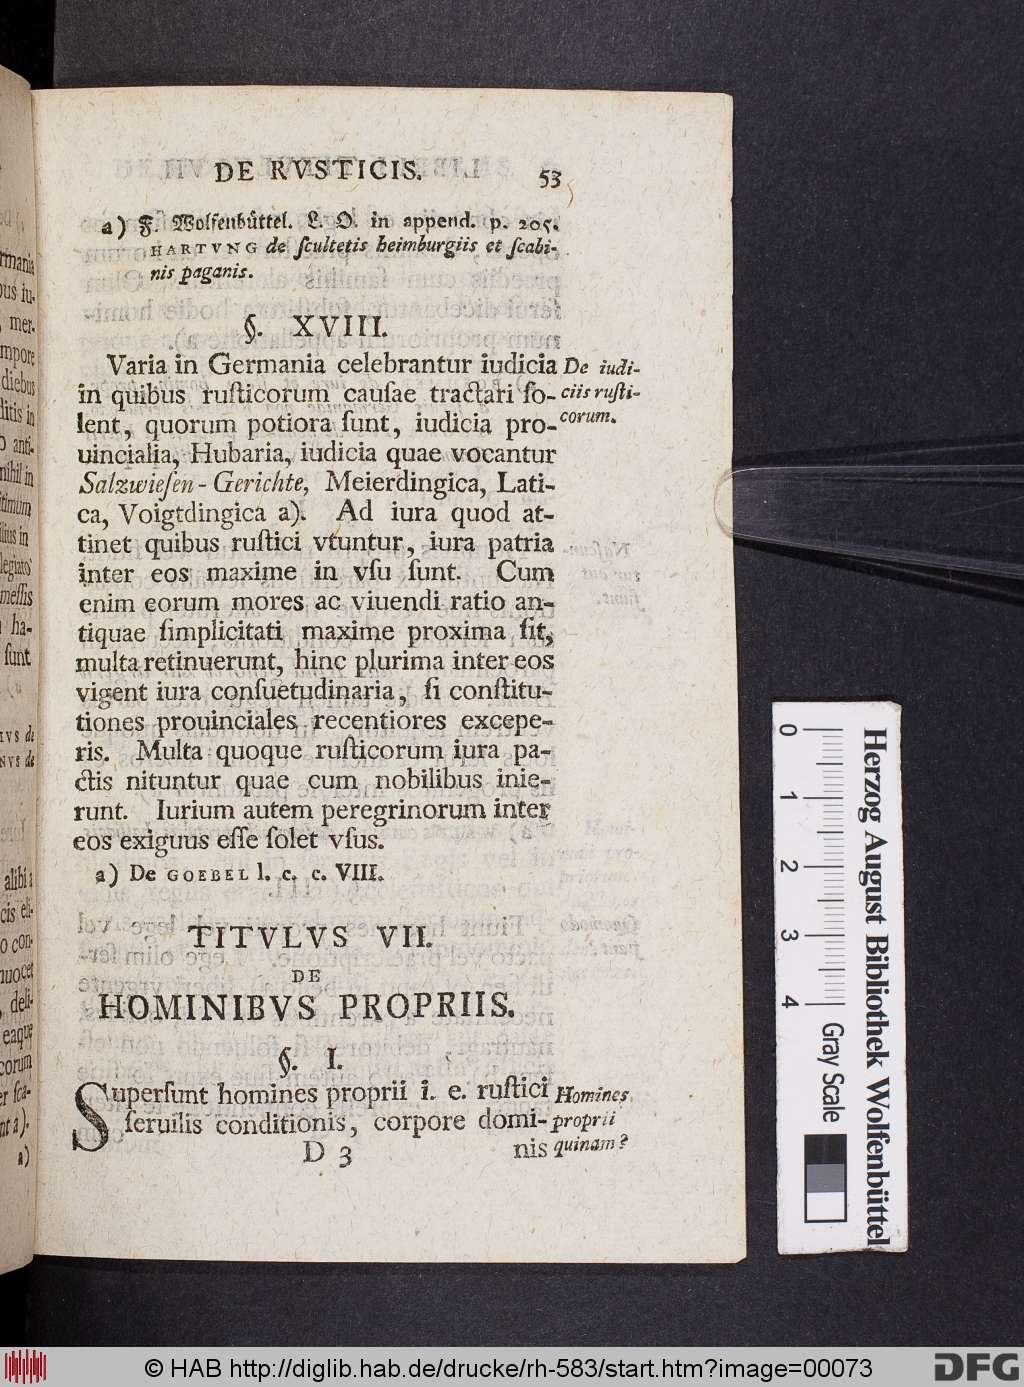 DE RVSTICIS. 53
a) F. Wolfenbüttel. L. O. in append. p. 205.
HARTVNG de ſcultetis heimburgiis et ſcabi-
nis paganis.
§. XVIII.
Varia in Germania celebrantur iudicia
in quibus ruſticorum cauſae tractari ſo-
lent, quorum potiora ſunt, iudicia pro-
uincialia, Hubaria, iudicia quae vocantur
Salzwieſen-Gerichte, Meierdingica, Lati-
ca, Voigtdingica a). Ad iura quod at-
tinet quibus ruſtici vtuntur, iura patria
inter eos maxime in vſu ſunt. Cum
enim eorum mores ac viuendi ratio an-
tiquae ſimplicitati maxime proxima ſit,
multa retinuerunt, hinc plurima inter eos
vigent iura conſuetudinaria, ſi conſtitu-
tiones prouinciales recentiores excepe-
ris. Multa quoque ruſticorum iura pa-
ctis nituntur quae cum nobilibus inie-
runt. Iurium autem peregrinorum inter
eos exiguus eſſe ſolet vſus.
De iudi-
ciis ruſti-
corum.
a) De GOEBEL l. c. c. VIII.
TITVLVS VII.
DE
HOMINIBVS PROPRIIS.
§. I.
Superſunt homines proprii i. e. ruſtici
ſeruilis conditionis, corpore domi-
Homines
proprii
quinam?
D 3 nis
0 1 2 3 4 Gray Scale
Herzog August Bibliothek Wolfenbüttel
© HAB http://diglib.hab.de/drucke/rh-583/start.htm?image=00073
DFG